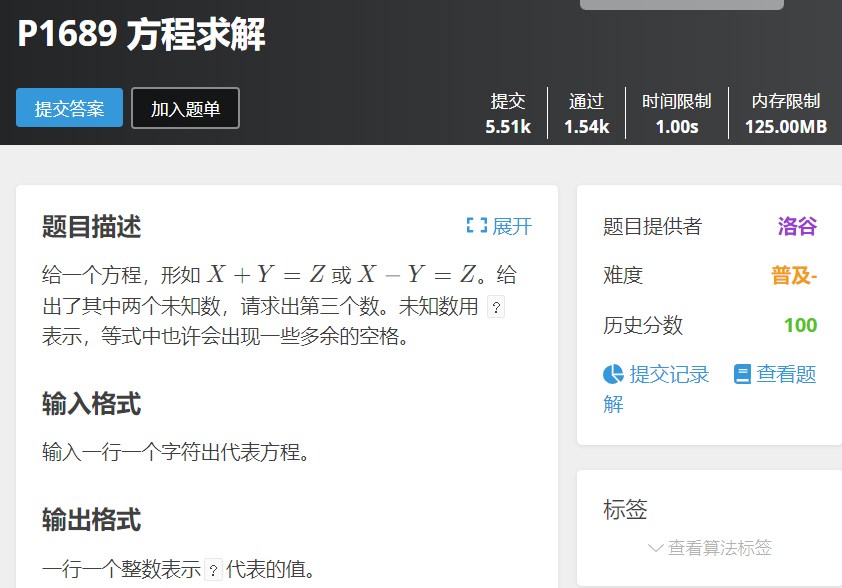 P1689 方程求解
提交答案 加入题单
提交 通过 时间限制 内存限制
5.51k 1.54k 1.00s 125.00MB
题目描述 展开
给一个方程，形如 X + Y = Z 或 X − Y = Z。给
出了其中两个未知数，请求出第三个数。未知数用 ?
表示，等式中也许会出现一些多余的空格。
输入格式
输入一行一个字符出代表方程。
输出格式
一行一个整数表示 ? 代表的值。
题目提供者 洛谷
难度 普及-
历史分数 100
提交记录 查看题
解
标签
查看算法标签